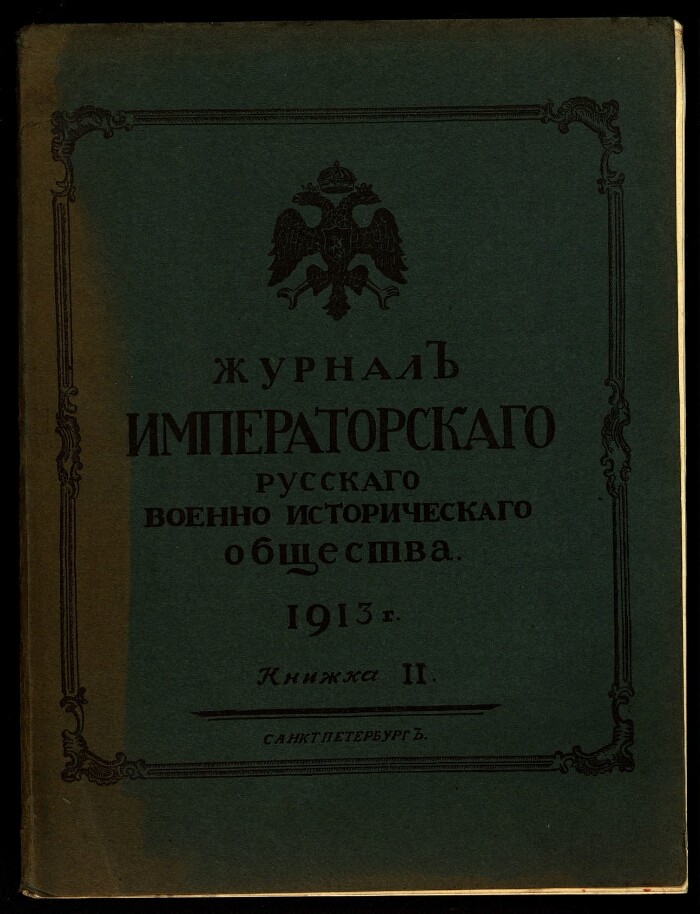 ЖУРНАЛЪ
ИМПЕРАТОРСКАГО
РУССКАГО
ВОЕННО ИСТОРИЧЕСКАГО
ОБЩЕСТВА.
1913 г.
Книжка II.
САНКТПЕТЕРБУРГЪ.